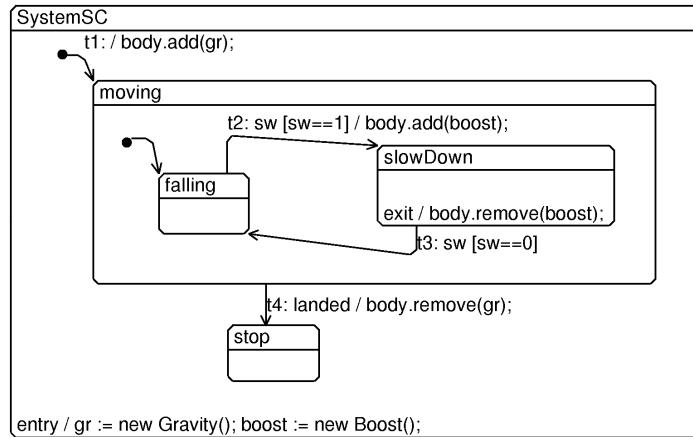 SystemSC
t1: / body.add(gr);
moving
t2: sw [sw==1] / body.add(boost);
slowDown
falling
exit / body.remove(boost);
t3: sw [sw==0]
t4: landed / body.remove(gr);
stop
entry / gr := new Gravity(); boost := new Boost();